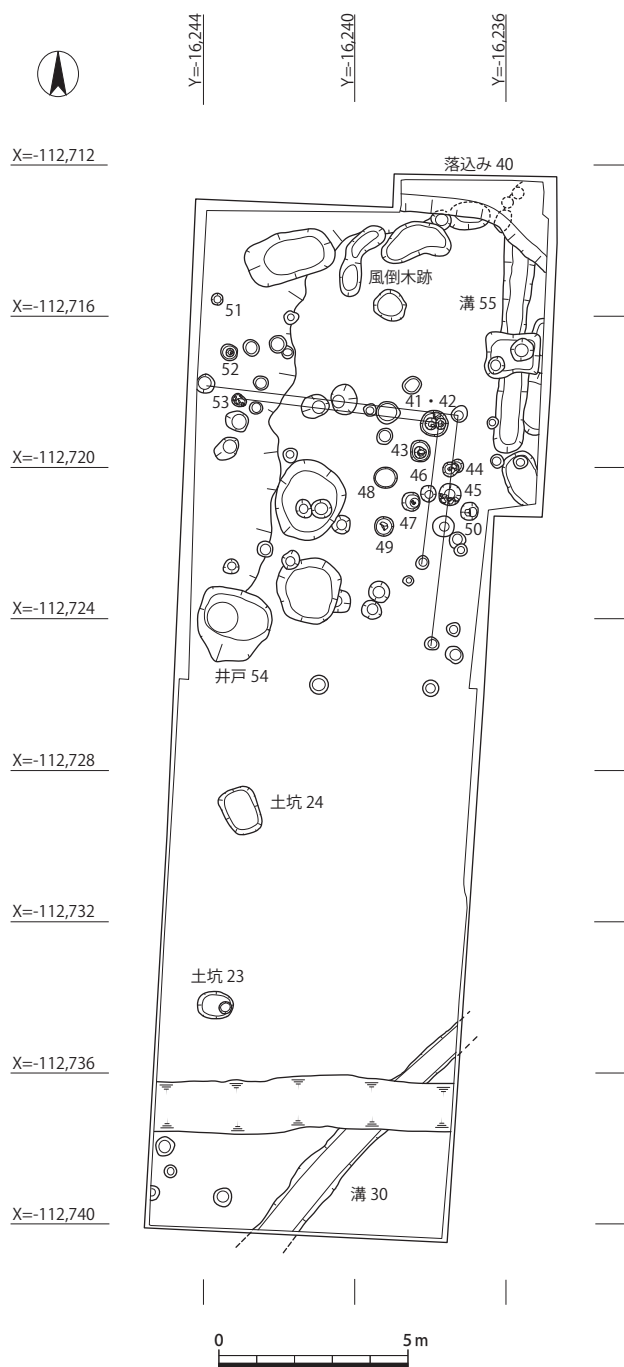 Y=-16,244
Y=-16,240
Y=-16,236
X=-112,712
落込み 40
風倒木跡
溝 55
51
X=-112,716
52
53
41・42
43
44
X=-112,720
46
45
48
47
50
49
X=-112,724
井戸 54
X=-112,728
土坑 24
X=-112,732
土坑 23
X=-112,736
溝 30
X=-112,740
0
5m